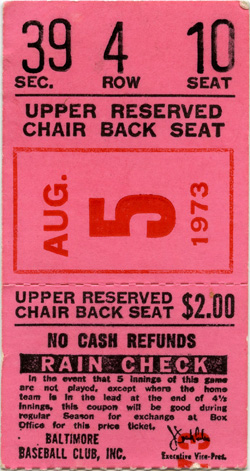 39 4 10
SEC. ROW SEAT
UPPER RESERVED
CHAIR BACK SEAT
AUG. 5 1973
UPPER RESERVED
CHAIR BACK SEAT $2.00
NO CASH REFUNDS
RAIN CHECK
In the event that 5 innings of this game
are not played, except where the home
team is in the lead at the end of 4½
innings, this coupon will be good during
regular Season for exchange at Box
Office for this price ticket.
BALTIMORE
BASEBALL CLUB, INC.
Executive Vice-Pres.